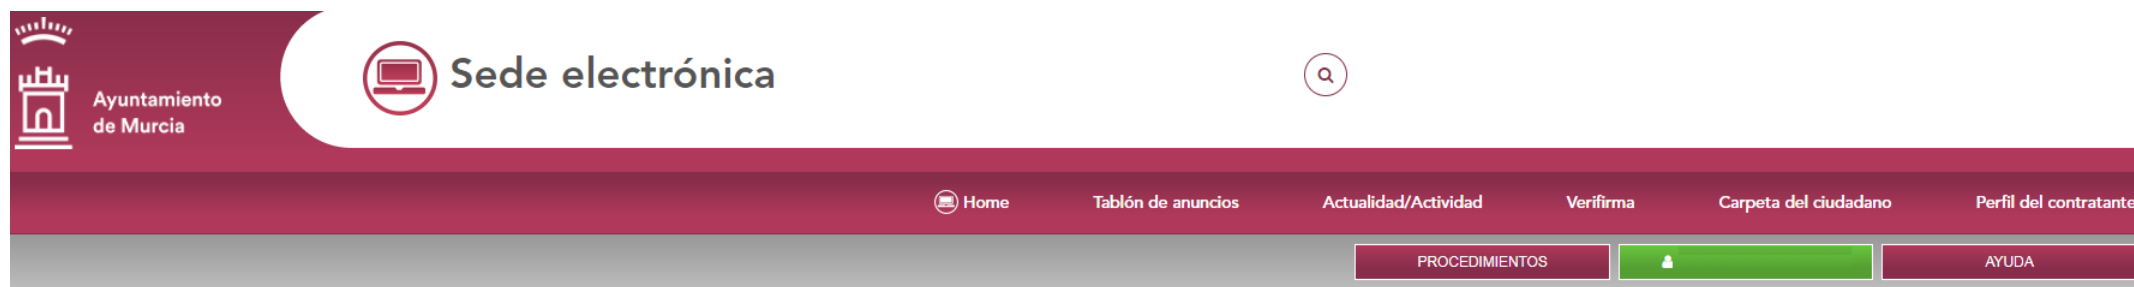 Ayuntamiento
de Murcia
Sede electrónica
Home Tablón de anuncios Actualidad/Actividad Verifirma Carpeta del ciudadano Perfil del contratante
PROCEDIMIENTOS AYUDA